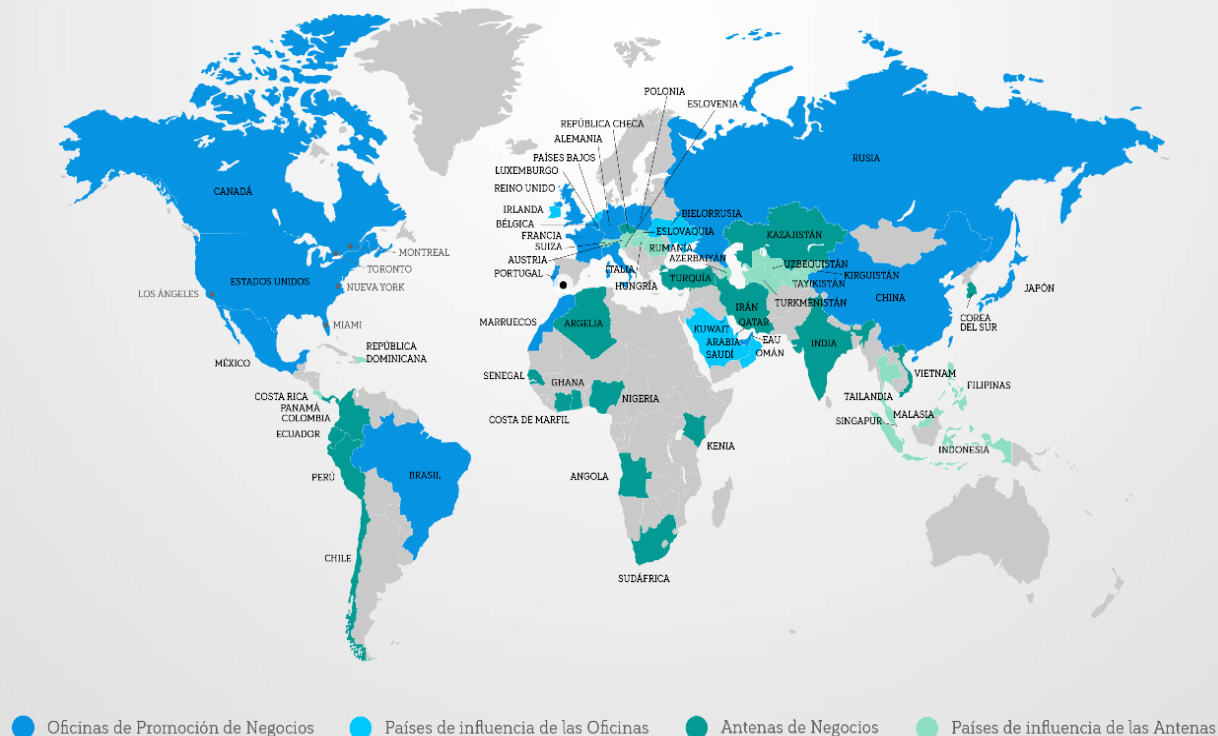 POLONIA
ESLOVENIA
REPÚBLICA CHECA
ALEMANIA
PAÍSES BAJOS
LUXEMBURGO
REINO UNIDO
IRLANDA
BÉLGICA
FRANCIA
SUIZA
AUSTRIA
PORTUGAL
ITALIA
HUNGRÍA
BIELORRUSIA
ESLOVAQUIA
RUMANÍA
AZERBAIYÁN
TURQUÍA
RUSIA
KAZAJISTÁN
UZBEQUISTÁN
KIRGUISTÁN
TAYIKISTÁN
TURKMENISTÁN
CHINA
JAPÓN
COREA
DEL SUR
CANADÁ
MONTREAL
TORONTO
ESTADOS UNIDOS
NUEVA YORK
LOS ÁNGELES
MIAMI
MÉXICO
REPÚBLICA
DOMINICANA
COSTA RICA
PANAMÁ
COLOMBIA
ECUADOR
PERÚ
BRASIL
CHILE
MARRUECOS
ARGELIA
SENEGAL
GHANA
NIGERIA
COSTA DE MARFIL
KENIA
ANGOLA
SUDÁFRICA
IRÁN
KUWAIT
QATAR
ARABIA
SAUDÍ
EAU
OMÁN
INDIA
VIETNAM
FILIPINAS
TAILANDIA
SINGAPUR
MALASIA
INDONESIA
Oficinas de Promoción de Negocios
Países de influencia de las Oficinas
Antenas de Negocios
Países de influencia de las Antenas